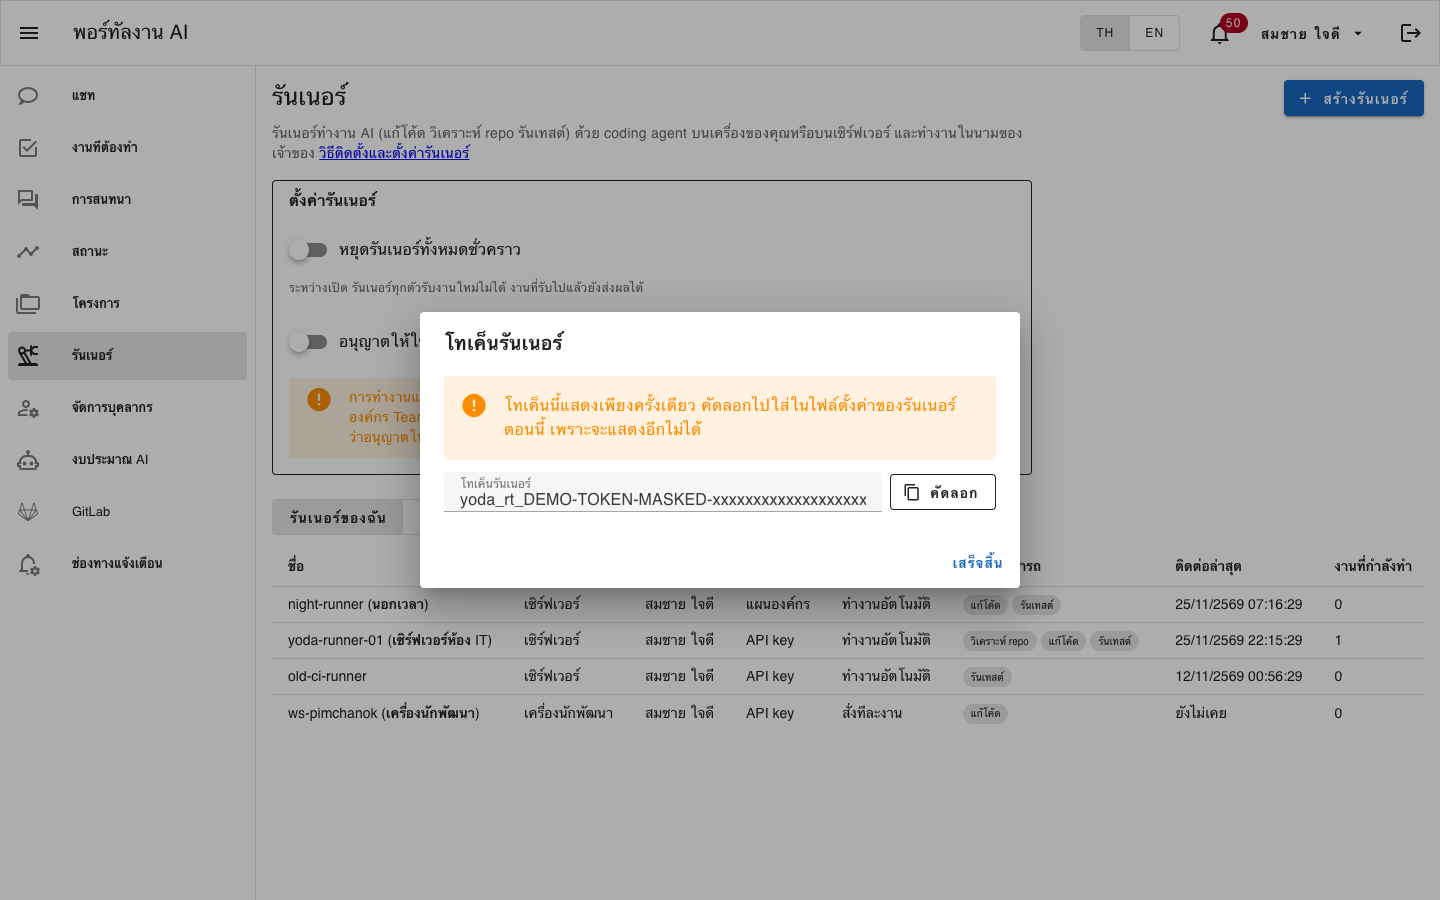 พอร์ทัลงาน AI
TH
EN
50
สมชาย ใจดี
แชท
งานที่ต้องทำ
การสนทนา
สถานะ
โครงการ
รันเนอร์
จัดการบุคลากร
งบประมาณ AI
GitLab
ช่องทางแจ้งเตือน
รันเนอร์
สร้างรันเนอร์
รันเนอร์ทำงาน AI (แก้โค้ด วิเคราะห์ repo รันเทสต์) ด้วย coding agent บนเครื่องของคุณหรือบนเซิร์ฟเวอร์ และทำงานในนามของ
เจ้าของ วิธีติดตั้งและตั้งค่ารันเนอร์
ตั้งค่ารันเนอร์
หยุดรันเนอร์ทั้งหมดชั่วคราว
ระหว่างเปิด รันเนอร์ทุกตัวรับงานใหม่ไม่ได้ งานที่รับไปแล้วยังส่งผลได้
อนุญาตให้
การทำงาน
องค์กร Team
ว่าอนุญาต
โทเค็นรันเนอร์
โทเค็นนี้แสดงเพียงครั้งเดียว คัดลอกไปใส่ในไฟล์ตั้งค่าของรันเนอร์
ตอนนี้ เพราะจะแสดงอีกไม่ได้
โทเค็นรันเนอร์
yoda_rt_DEMO-TOKEN-MASKED-xxxxxxxxxxxxxxxxxxx
คัดลอก
เสร็จสิ้น
รันเนอร์ของฉัน
ชื่อ ารถ ติดต่อล่าสุด งานที่กำลังทำ
night-runner (นอกเวลา) เซิร์ฟเวอร์ สมชาย ใจดี แผนองค์กร ทำงานอัตโนมัติ แก้โค้ด รันเทสต์ 25/11/2569 07:16:29 0
yoda-runner-01 (เซิร์ฟเวอร์ห้อง IT) เซิร์ฟเวอร์ สมชาย ใจดี API key ทำงานอัตโนมัติ วิเคราะห์ repo แก้โค้ด รันเทสต์ 25/11/2569 22:15:29 1
old-ci-runner เซิร์ฟเวอร์ สมชาย ใจดี API key ทำงานอัตโนมัติ รันเทสต์ 12/11/2569 00:56:29 0
ws-pimchanok (เครื่องนักพัฒนา) เครื่องนักพัฒนา สมชาย ใจดี API key สั่งทีละงาน แก้โค้ด ยังไม่เคย 0